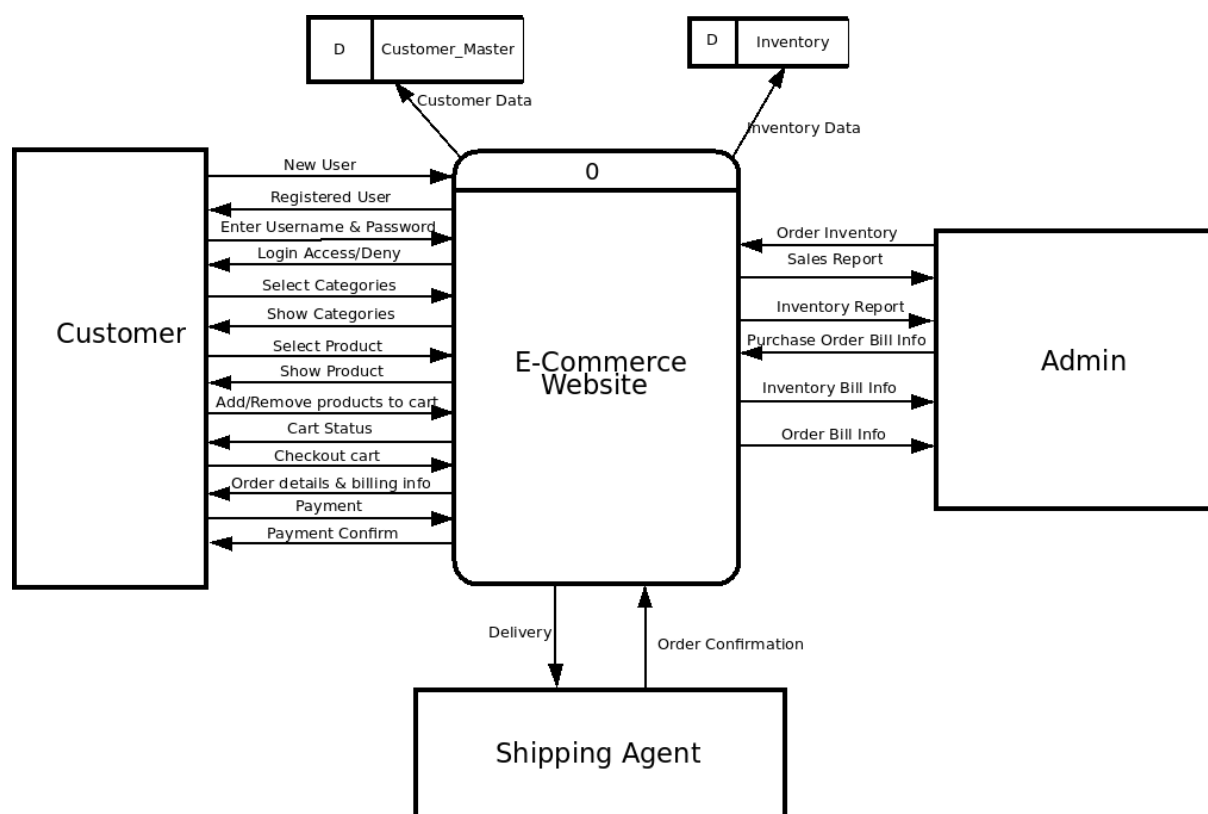 D
Customer_Master
D
Inventory
Customer Data
Inventory Data
0
New User
Registered User
Enter Username & Password
Login Access/Deny
Select Categories
Show Categories
Select Product
Show Product
Add/Remove products to cart
Cart Status
Checkout cart
Order details & billing info
Payment
Payment Confirm
Customer
E-Commerce
Website
Order Inventory
Sales Report
Inventory Report
Purchase Order Bill Info
Inventory Bill Info
Order Bill Info
Admin
Delivery
Order Confirmation
Shipping Agent